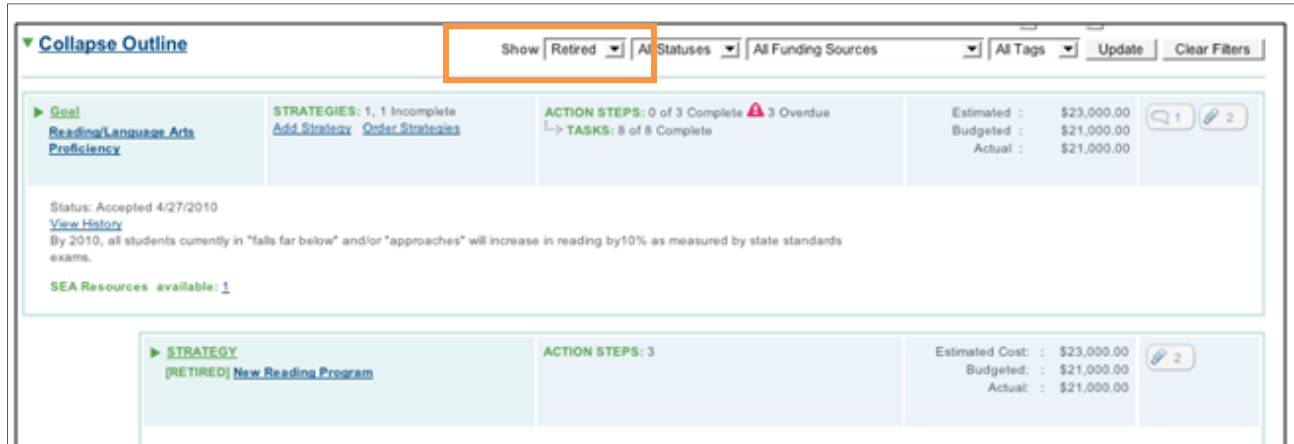 Collapse Outline
Show Retired All Statuses All Funding Sources All Tags Update Clear Filters
Goal
Reading/Language Arts
Proficiency
STRATEGIES: 1, 1 Incomplete
Add Strategy Order Strategies
ACTION STEPS: 0 of 3 Complete 3 Overdue
TASKS: 8 of 8 Complete
Estimated : $23,000.00
Budgeted : $21,000.00
Actual : $21,000.00
1 2
Status: Accepted 4/27/2010
View History
By 2010, all students currently in "falls far below" and/or "approaches" will increase in reading by10% as measured by state standards
exams.
SEA Resources available: 1
STRATEGY
[RETIRED] New Reading Program
ACTION STEPS: 3
Estimated Cost: : $23,000.00
Budgeted: : $21,000.00
Actual: : $21,000.00
2